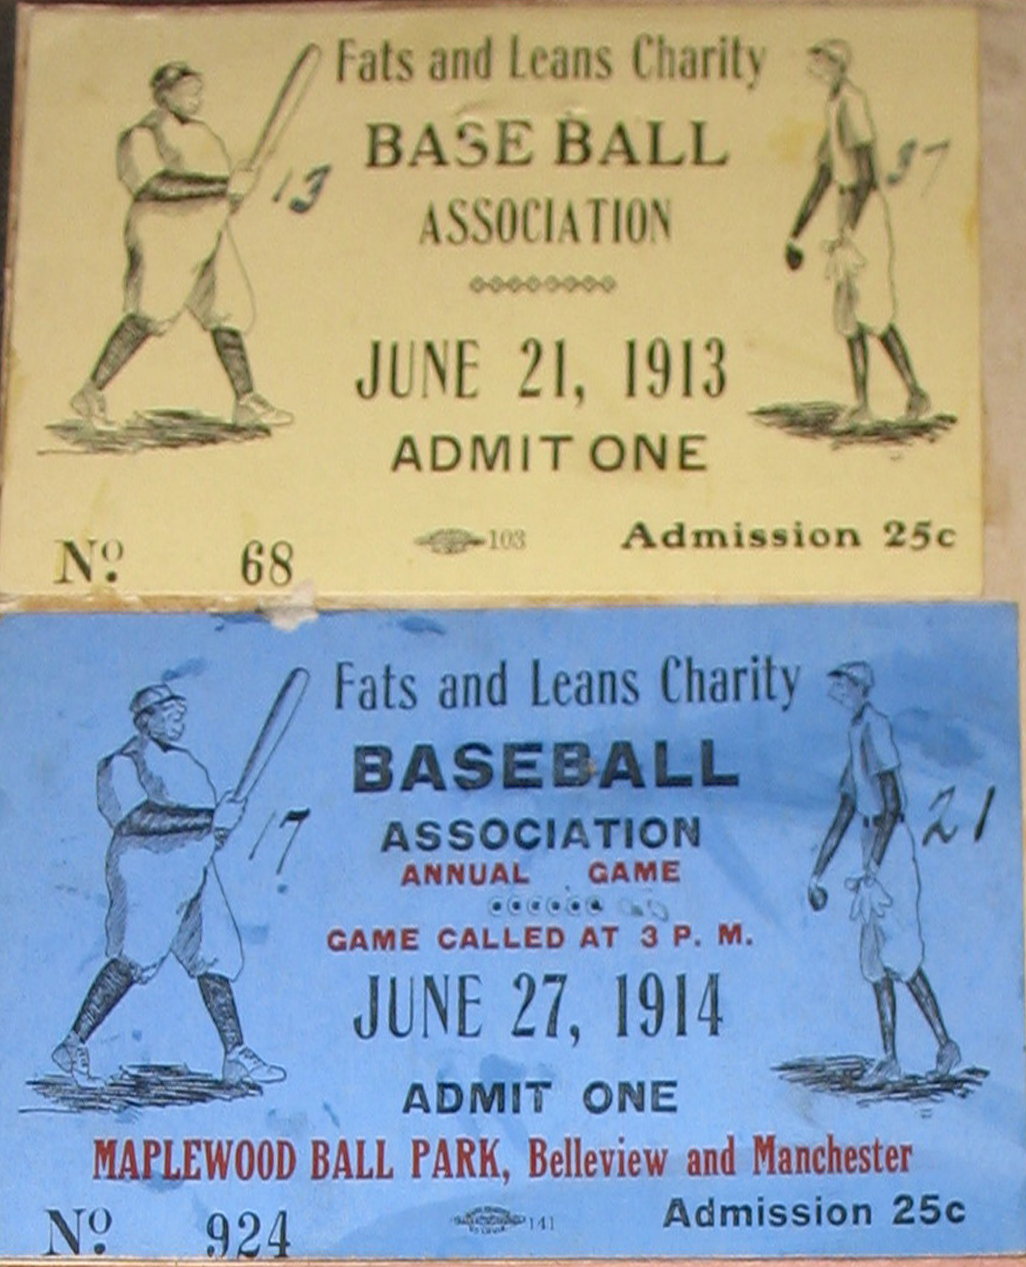 Fats and Leans Charity
BASE BALL
13
37
ASSOCIATION
JUNE 21, 1913
ADMIT ONE
No. 68
103
Admission 25c
Fats and Leans Charity
BASEBALL
17
21
ASSOCIATION
ANNUAL GAME
GAME CALLED AT 3 P. M.
JUNE 27, 1914
ADMIT ONE
MAPLEWOOD BALL PARK, Belleview and Manchester
No. 924
141
Admission 25c